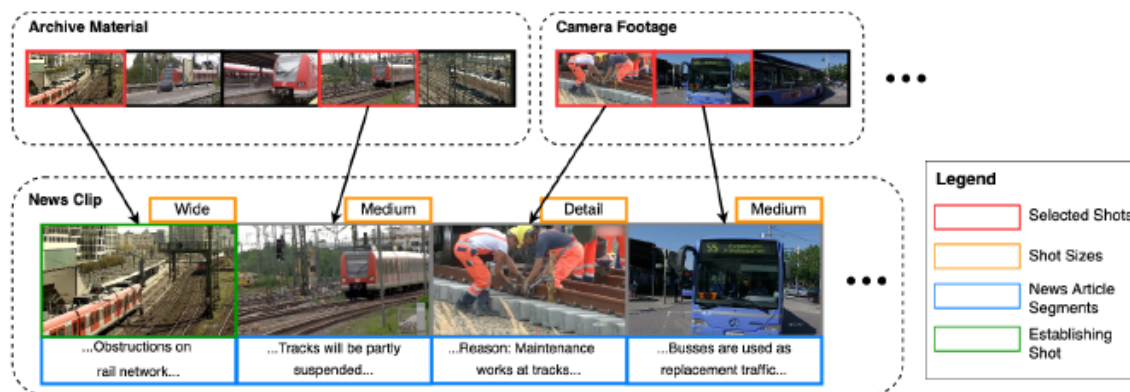 Archive Material
Camera Footage
News Clip
Wide
Medium
Detail
Medium
55
...Obstructions on
rail network...
...Tracks will be partly
suspended...
...Reason: Maintenance
works at tracks...
...Busses are used as
replacement traffic...
Legend
Selected Shots
Shot Sizes
News Article
Segments
Establishing
Shot